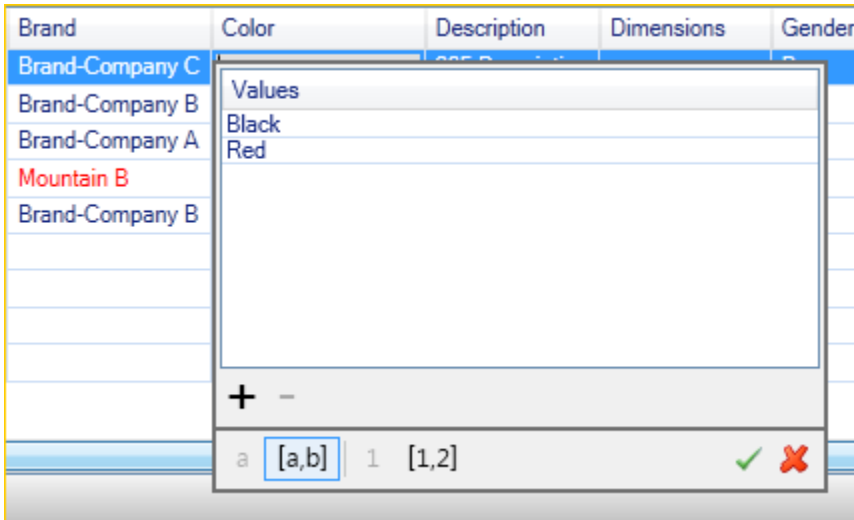 Brand Color Description Dimensions Gender
Brand-Company C
Values
Brand-Company B
Black
Brand-Company A
Red
Mountain B
Brand-Company B
+ -
a [a,b] 1 [1,2]